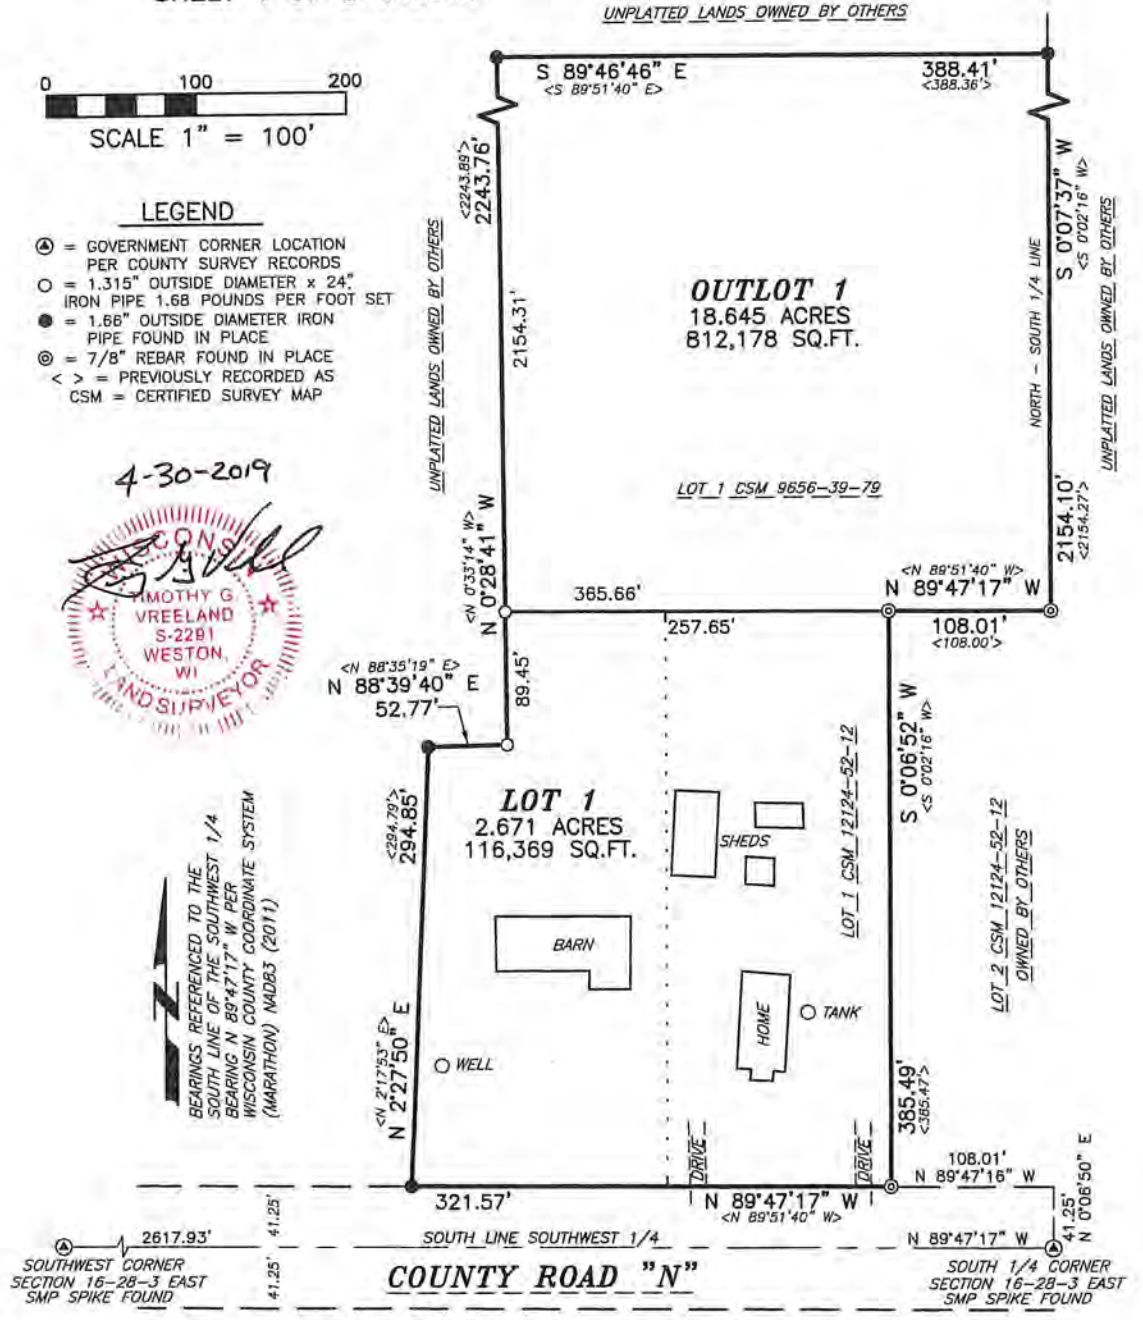 UNPLATTED LANDS OWNED BY OTHERS
0 100 200
SCALE 1" = 100'
S 89°46'46" E
<S 89°51'40" E>
388.41'
<388.36'>
<2243.89'>
2243.76'
S 0°07'37" W
<S 0°02'16" W>
LEGEND
= GOVERNMENT CORNER LOCATION
PER COUNTY SURVEY RECORDS
= 1.315" OUTSIDE DIAMETER x 24"
IRON PIPE 1.68 POUNDS PER FOOT SET
= 1.66" OUTSIDE DIAMETER IRON
PIPE FOUND IN PLACE
= 7/8" REBAR FOUND IN PLACE
< > = PREVIOUSLY RECORDED AS
CSM = CERTIFIED SURVEY MAP
UNPLATTED LANDS OWNED BY OTHERS
2154.31'
OUTLOT 1
18.645 ACRES
812,178 SQ.FT.
NORTH - SOUTH 1/4 LINE
UNPLATTED LANDS OWNED BY OTHERS
LOT 1 CSM 9656-39-79
2154.10'
<2154.27'>
4-30-2019
WISCONSIN
TIMOTHY G
VREELAND
S-2291
WESTON,
WI
LAND SURVEYOR
<N 0°33'14" W>
N 0°28'41" W
365.66'
257.65'
<N 89°51'40" W>
N 89°47'17" W
108.01'
<108.00'>
<N 88°35'19" E>
N 88°39'40" E
52.77'
89.45'
S 0°06'52" W
<S 0°02'16" W>
<294.79'>
294.85'
LOT 1
2.671 ACRES
116,369 SQ.FT.
SHEDS
LOT 1 CSM 12124-52-12
LOT 2 CSM 12124-52-12
OWNED BY OTHERS
BEARINGS REFERENCED TO THE
SOUTH LINE OF THE SOUTHWEST 1/4
BEARING N 89°47'17" W PER
WISCONSIN COUNTY COORDINATE SYSTEM
(MARATHON) NAD83 (2011)
BARN
HOME
TANK
WELL
<N 2°17'53" E>
N 2°27'50" E
385.49'
<385.47'>
DRIVE
DRIVE
321.57'
N 89°47'17" W
<N 89°51'40" W>
108.01'
N 89°47'16" W
41.25'
N 0°06'50" E
41.25'
2617.93'
SOUTH LINE SOUTHWEST 1/4
N 89°47'17" W
41.25'
SOUTHWEST CORNER
SECTION 16-28-3 EAST
SMP SPIKE FOUND
COUNTY ROAD "N"
SOUTH 1/4 CORNER
SECTION 16-28-3 EAST
SMP SPIKE FOUND